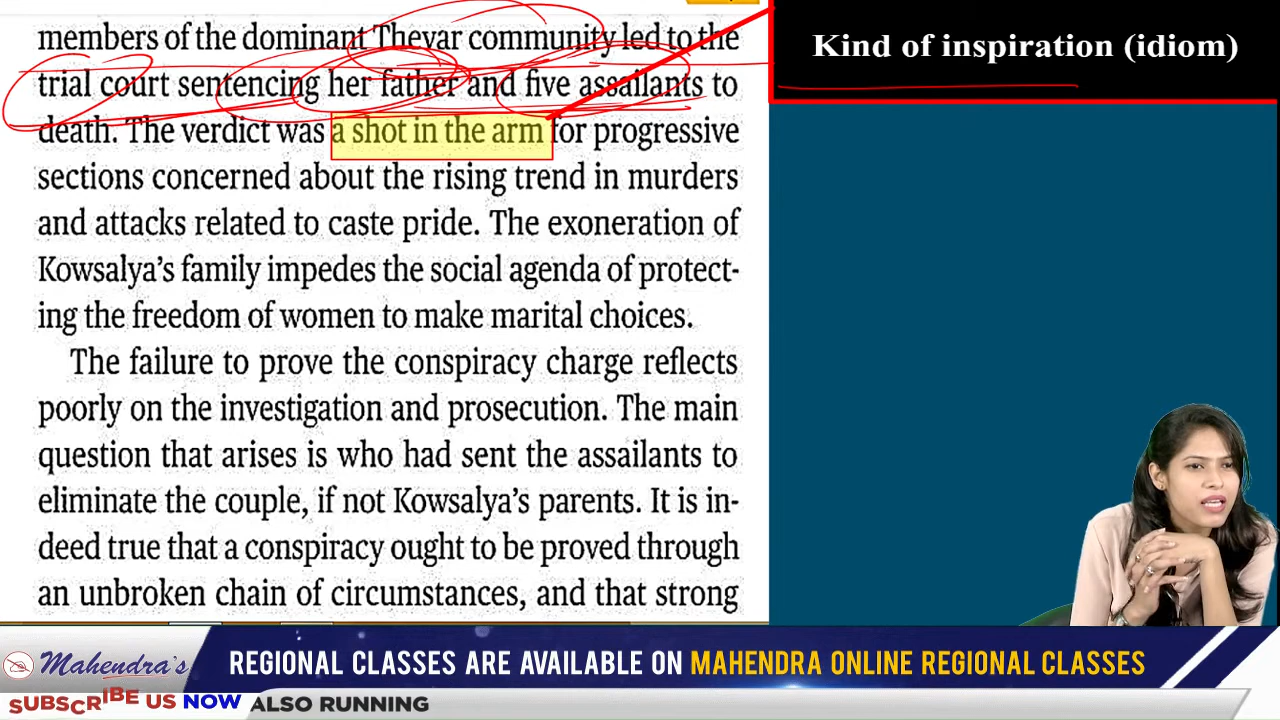 members of the dominant Thevar community led to the
trial court sentencing her father and five assailants to
death. The verdict was a shot in the arm for progressive
sections concerned about the rising trend in murders
and attacks related to caste pride. The exoneration of
Kowsalya's family impedes the social agenda of protect-
ing the freedom of women to make marital choices.
The failure to prove the conspiracy charge reflects
poorly on the investigation and prosecution. The main
question that arises is who had sent the assailants to
eliminate the couple, if not Kowsalya's parents. It is in-
deed true that a conspiracy ought to be proved through
an unbroken chain of circumstances, and that strong
Kind of inspiration (idiom)
Mahendra's
REGIONAL CLASSES ARE AVAILABLE ON MAHENDRA ONLINE REGIONAL CLASSES
SUBSCRIBE US NOW ALSO RUNNING